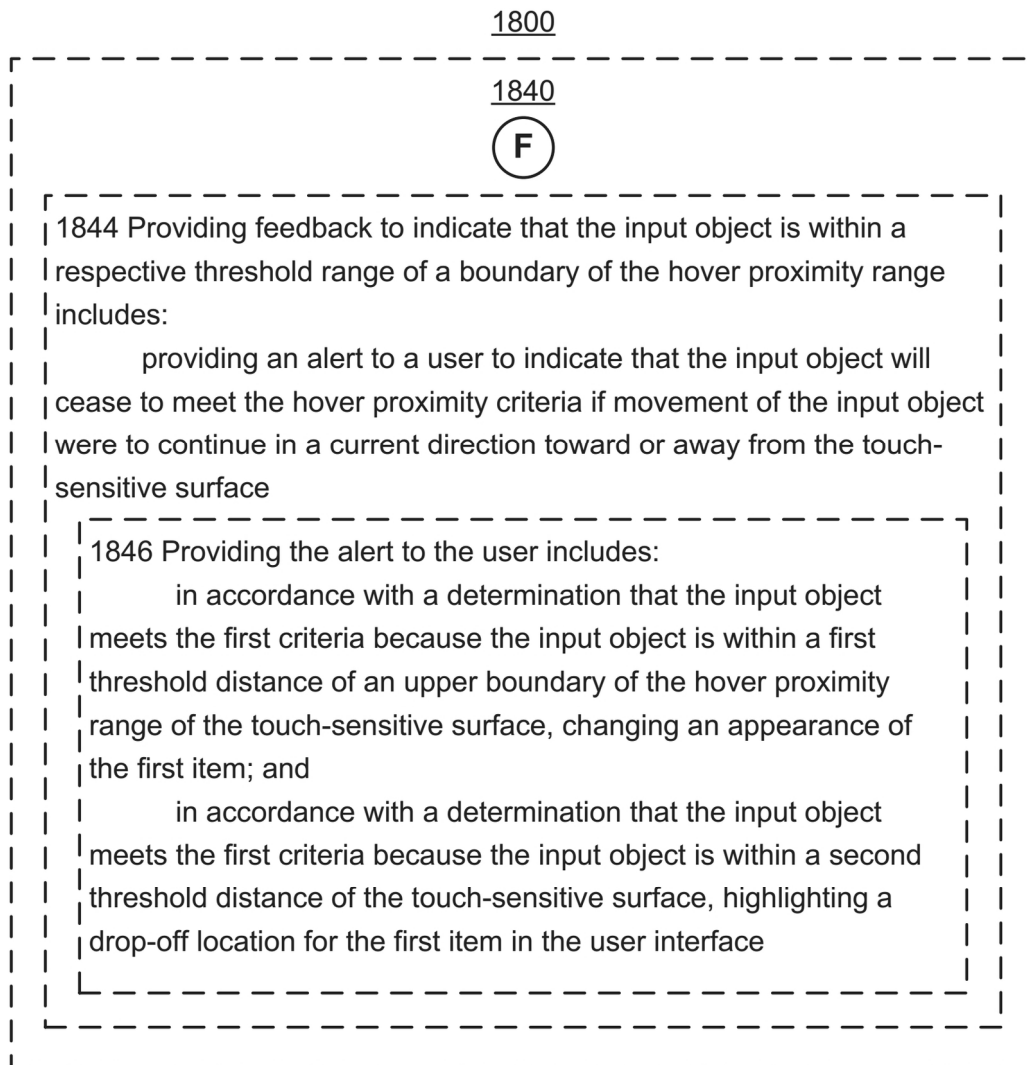 1800
1840
F
1844 Providing feedback to indicate that the input object is within a
respective threshold range of a boundary of the hover proximity range
includes:
providing an alert to a user to indicate that the input object will
cease to meet the hover proximity criteria if movement of the input object
were to continue in a current direction toward or away from the touch-
sensitive surface
1846 Providing the alert to the user includes:
in accordance with a determination that the input object
meets the first criteria because the input object is within a first
threshold distance of an upper boundary of the hover proximity
range of the touch-sensitive surface, changing an appearance of
the first item; and
in accordance with a determination that the input object
meets the first criteria because the input object is within a second
threshold distance of the touch-sensitive surface, highlighting a
drop-off location for the first item in the user interface